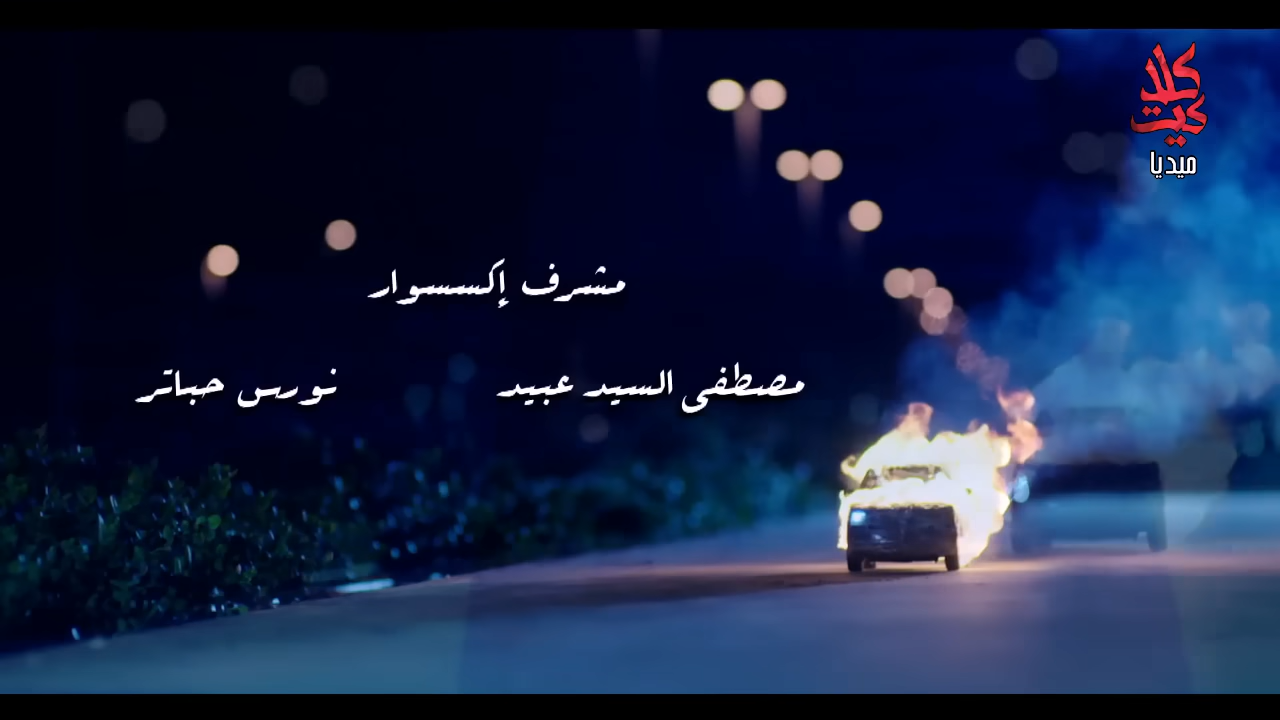 كلاكيت
ميديا
مشرف إكسسوار
مصطفى السيد عبيد نورس حباتر